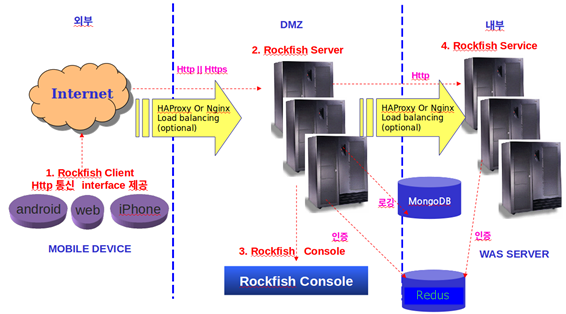 외부
DMZ
내부
2. Rockfish Server
4. Rockfish Service
Http || Https
Http
Internet
HAProxy Or Nginx
Load balancing
(optional)
HAProxy Or Nginx
Load balancing
(optional)
1. Rockfish Client
Http 통신 interface 제공
android
web
iPhone
MOBILE DEVICE
로깅
MongoDB
인증
인증
3. Rockfish Console
WAS SERVER
Rockfish Console
Redus